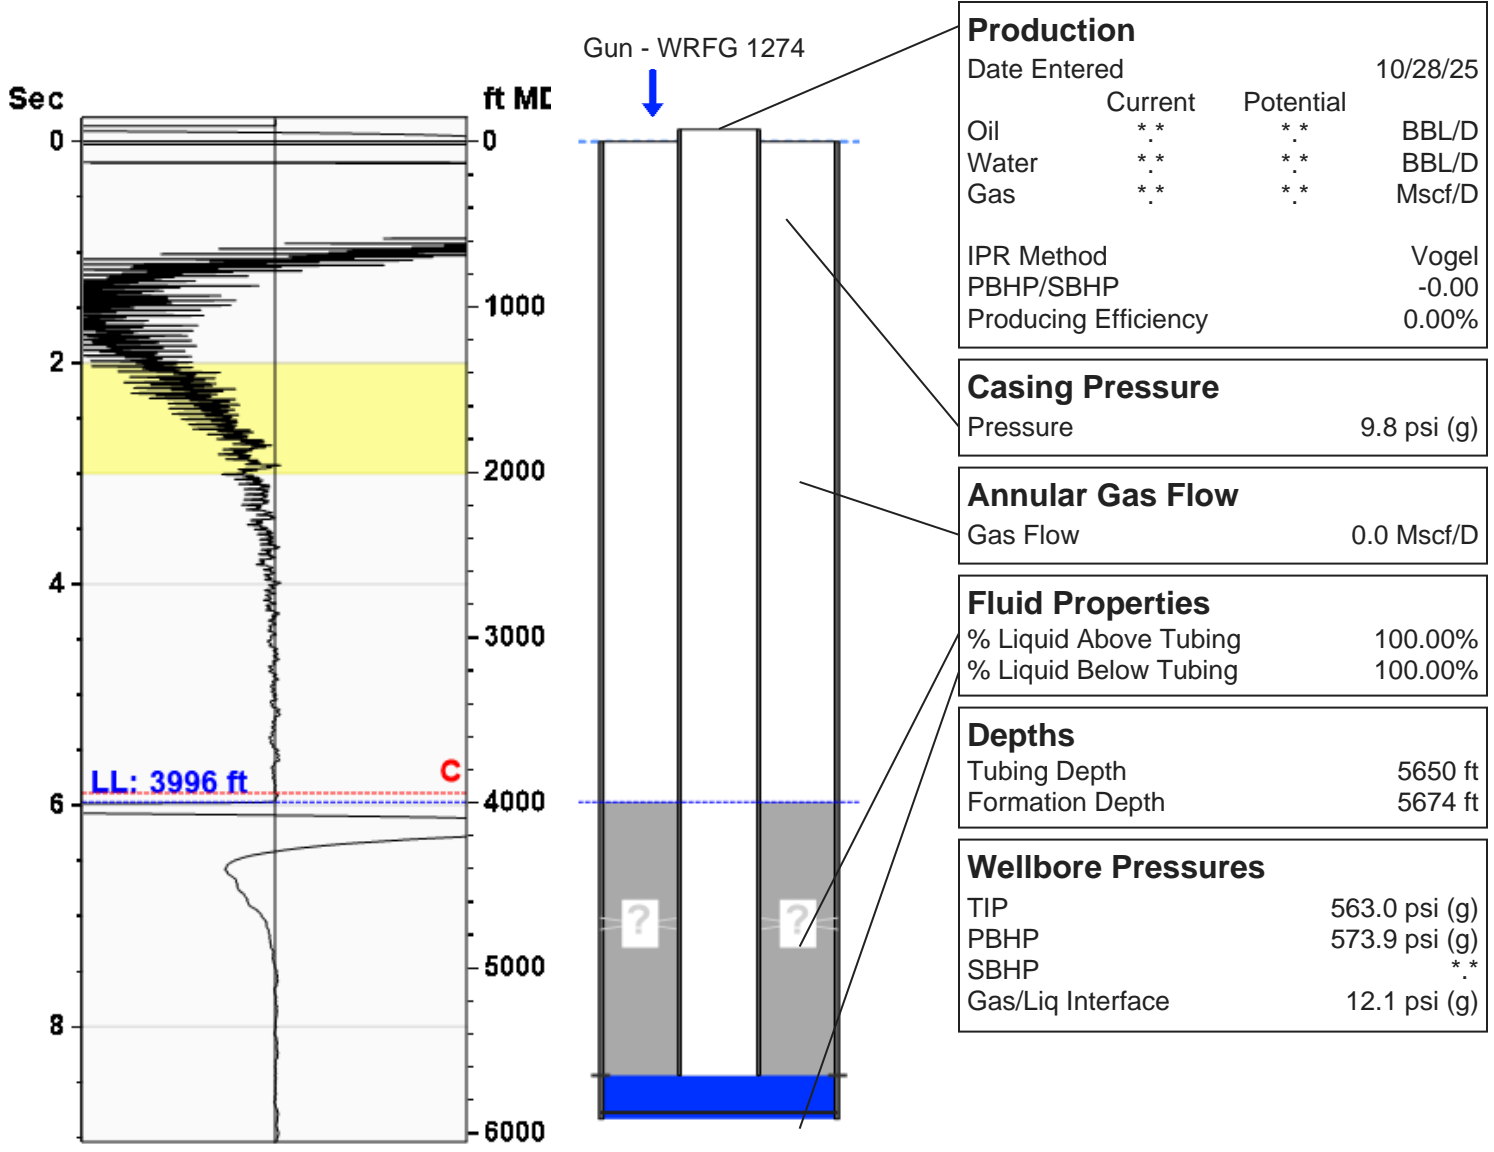 Sec
ft MD
0
2
4
6
8
0
1000
2000
3000
4000
5000
6000
LL: 3996 ft
C
Gun - WRFG 1274
?
?
Production
Date Entered 10/28/25
Current Potential
Oil *.* *.* BBL/D
Water *.* *.* BBL/D
Gas *.* *.* Mscf/D
IPR Method Vogel
PBHP/SBHP -0.00
Producing Efficiency 0.00%
Casing Pressure
Pressure 9.8 psi (g)
Annular Gas Flow
Gas Flow 0.0 Mscf/D
Fluid Properties
% Liquid Above Tubing 100.00%
% Liquid Below Tubing 100.00%
Depths
Tubing Depth 5650 ft
Formation Depth 5674 ft
Wellbore Pressures
TIP 563.0 psi (g)
PBHP 573.9 psi (g)
SBHP *.*
Gas/Liq Interface 12.1 psi (g)